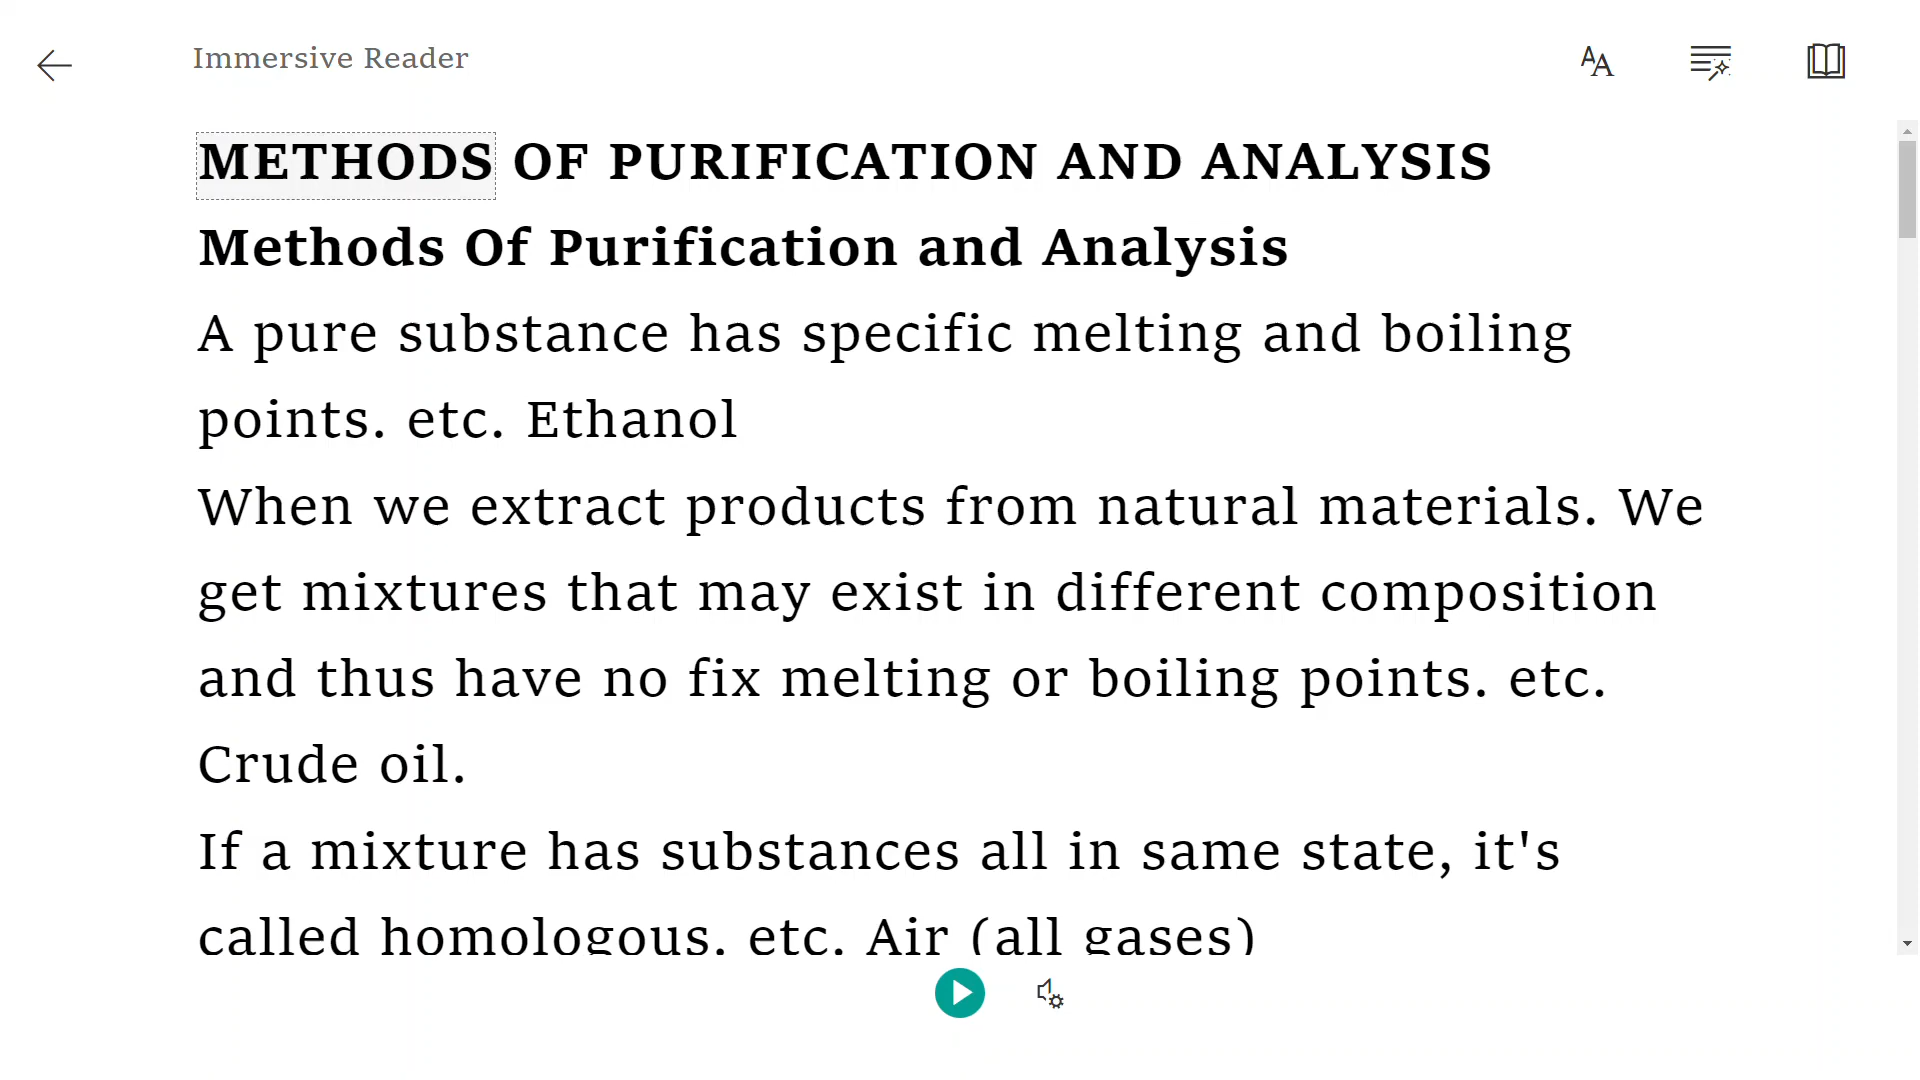 Immersive Reader
METHODS OF PURIFICATION AND ANALYSIS
Methods Of Purification and Analysis
A pure substance has specific melting and boiling
points. etc. Ethanol
When we extract products from natural materials. We
get mixtures that may exist in different composition
and thus have no fix melting or boiling points. etc.
Crude oil.
If a mixture has substances all in same state, it's
called homologous. etc. Air (all gases)